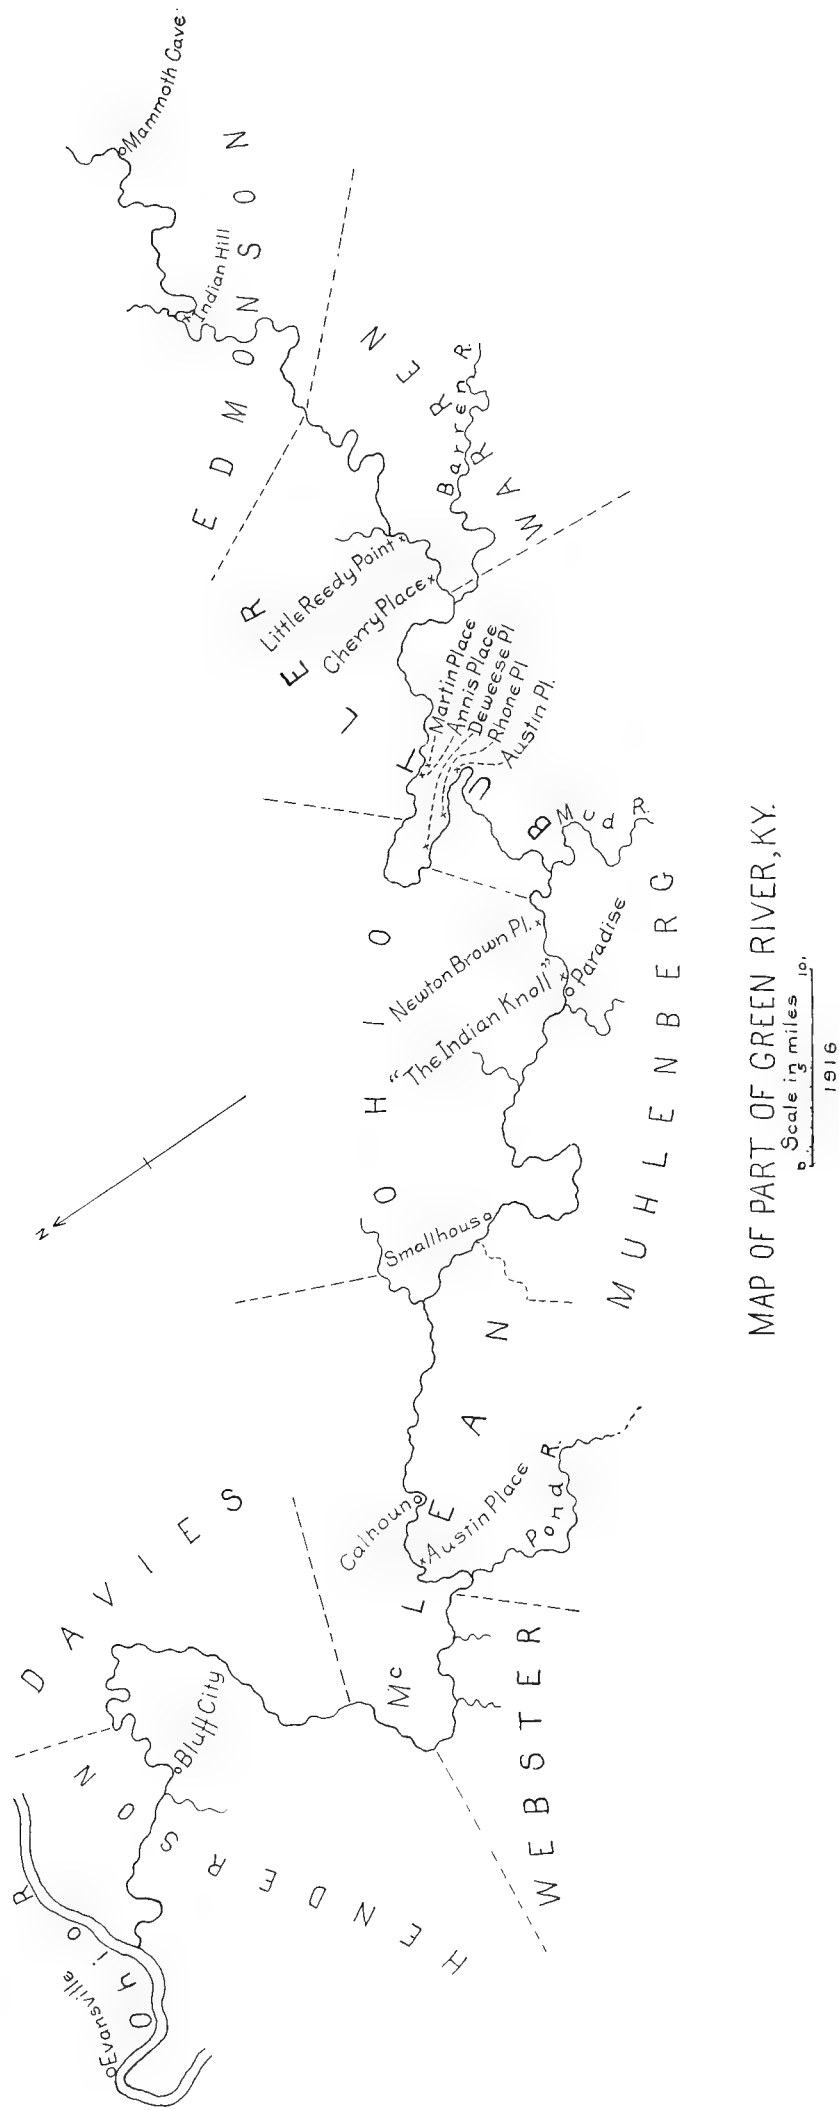 Mammoth Cave
Indian Hill
EDMONSON
WARREN
Barren R.
Little Reedy Point
Cherry Place
BUTLER
Martin Place
Annis Place
Deweese Pl
Rhone Pl
Austin Pl.
Mud R.
OHIO
Newton Brown Pl.
"The Indian Knoll"
Paradise
MUHLENBERG
N
Smallhous
McLEAN
Calhoun
Austin Place
Pond R.
DAVIES
WEBSTER
Bluff City
HENDERSON
Ohio R
Evansville
MAP OF PART OF GREEN RIVER, KY.
Scale in miles
0 5 10
1916